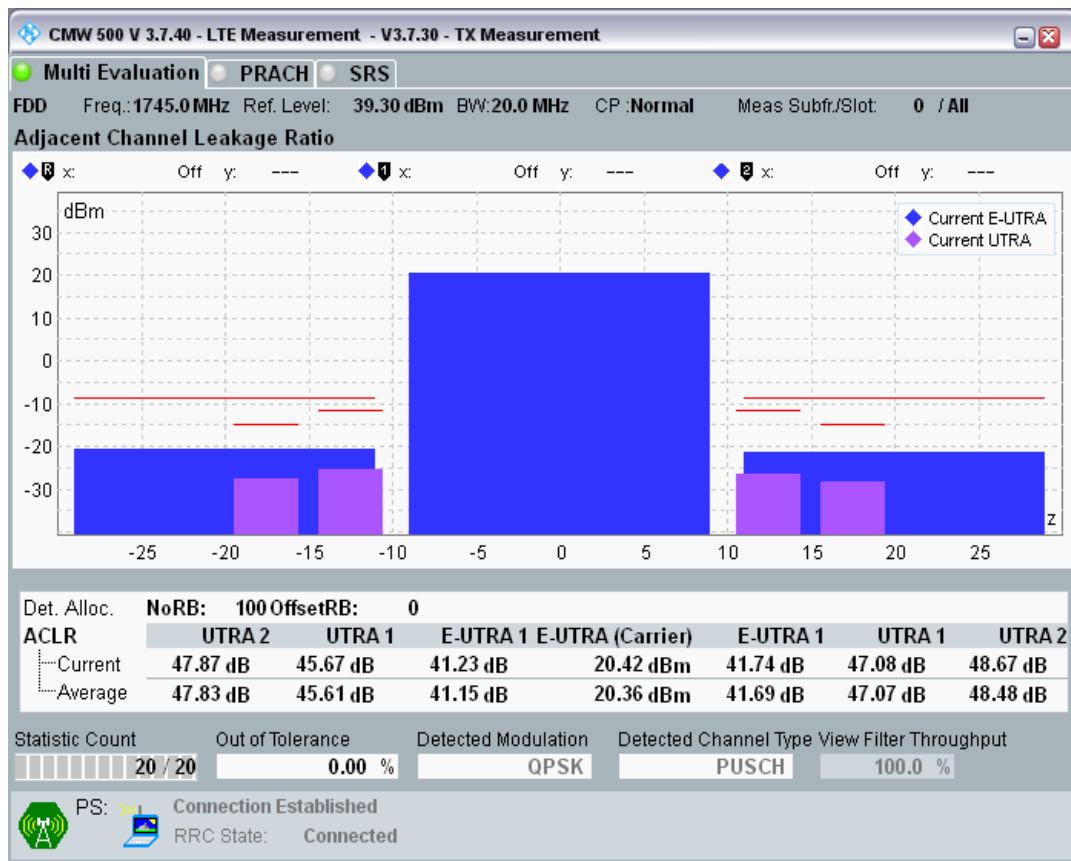 CMW 500 V 3.7.40 - LTE Measurement - V3.7.30 - TX Measurement
Multi Evaluation PRACH SRS
FDD Freq.:1745.0 MHz Ref. Level: 39.30 dBm BW:20.0 MHz CP :Normal Meas Subfr./Slot: 0 / All
Adjacent Channel Leakage Ratio
R x: Off y: --- 1 x: Off y: --- 2 x: Off y: ---
dBm
Current E-UTRA
Current UTRA
30
20
10
0
-10
-20
-30
z
-25 -20 -15 -10 -5 0 5 10 15 20 25
Det. Alloc. NoRB: 100 OffsetRB: 0
ACLR UTRA 2 UTRA 1 E-UTRA 1 E-UTRA (Carrier) E-UTRA 1 UTRA 1 UTRA 2
Current 47.87 dB 45.67 dB 41.23 dB 20.42 dBm 41.74 dB 47.08 dB 48.67 dB
Average 47.83 dB 45.61 dB 41.15 dB 20.36 dBm 41.69 dB 47.07 dB 48.48 dB
Statistic Count Out of Tolerance Detected Modulation Detected Channel Type View Filter Throughput
20 / 20 0.00 % QPSK PUSCH 100.0 %
PS: Connection Established
RRC State: Connected